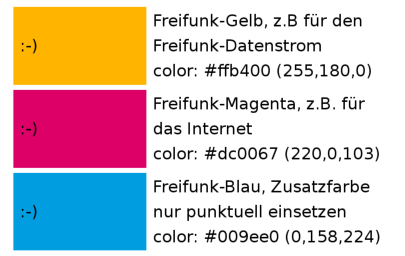 :-)
Freifunk-Gelb, z.B für den
Freifunk-Datenstrom
color: #ffb400 (255,180,0)
:-)
Freifunk-Magenta, z.B. für
das Internet
color: #dc0067 (220,0,103)
:-)
Freifunk-Blau, Zusatzfarbe
nur punktuell einsetzen
color: #009ee0 (0,158,224)